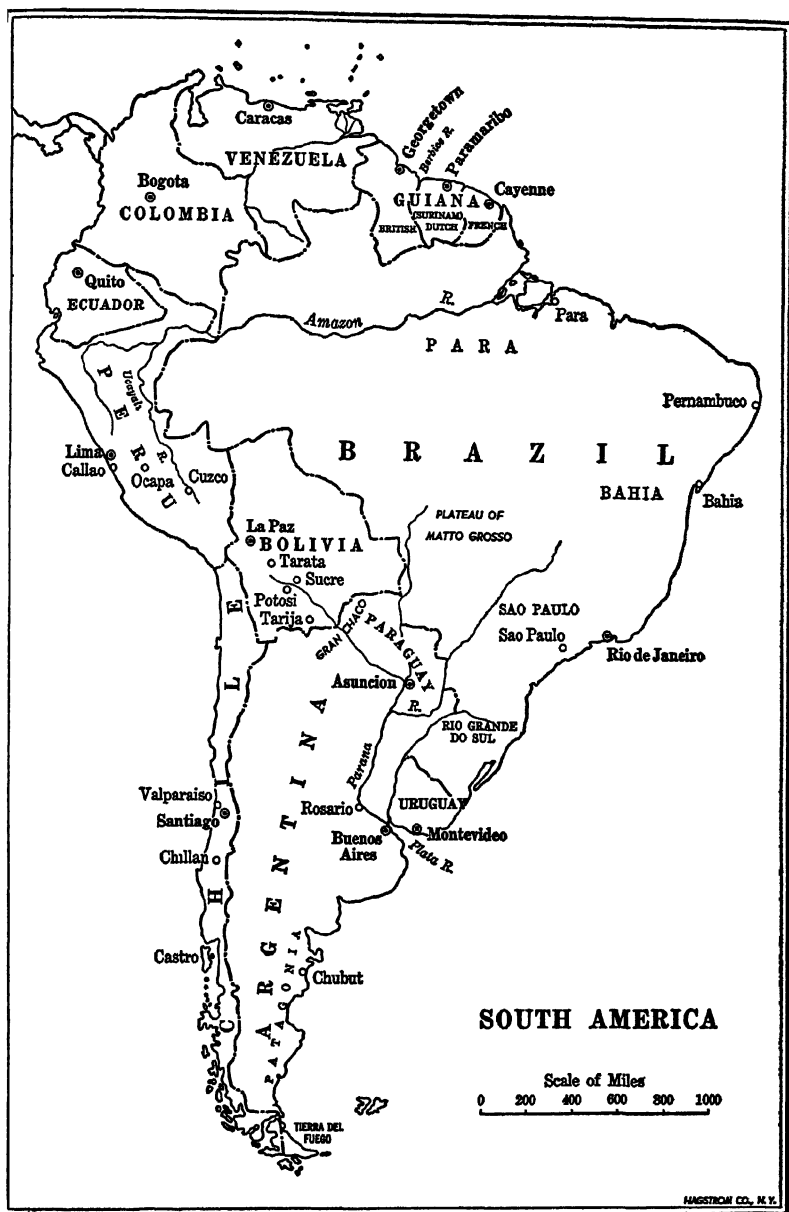 Caracas
VENEZUELA
Georgetown
Berbice R.
Paramaribo
Bogota
COLOMBIA
GUIANA
Cayenne
(SURINAM)
BRITISH
DUTCH
FRENCH
Quito
ECUADOR
Amazon
R.
Para
PARA
PERU
Ucayali
R.
Pernambuco
Lima
Callao
Ocapa
Cuzco
BRAZIL
BAHIA
Bahia
La Paz
BOLIVIA
Tarata
Sucre
Potosi
Tarija
PLATEAU OF
MATTO GROSSO
GRAN CHACO
PARAGUAY
SAO PAULO
Sao Paulo
Rio de Janeiro
Asuncion
R.
Parana
RIO GRANDE
DO SUL
CHILE
ARGENTINA
Valparaiso
Santiago
Rosario
URUGUAY
Buenos
Aires
Montevideo
Plata R.
Chillan
Castro
PATAGONIA
Chubut
SOUTH AMERICA
Scale of Miles
0 200 400 600 800 1000
TIERRA DEL
FUEGO
HAGSTROM CO., N.Y.